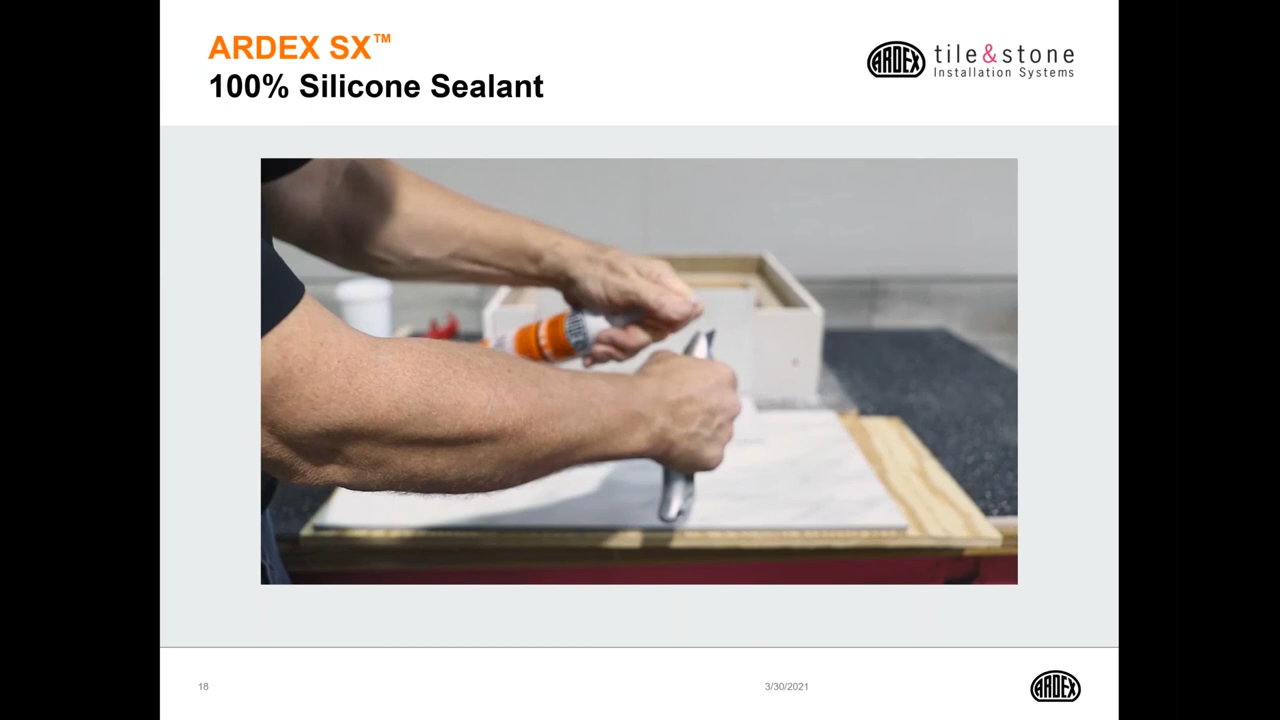 ARDEX SX™
100% Silicone Sealant
ARDEX
tile&stone
Installation Systems
18
3/30/2021
ARDEX